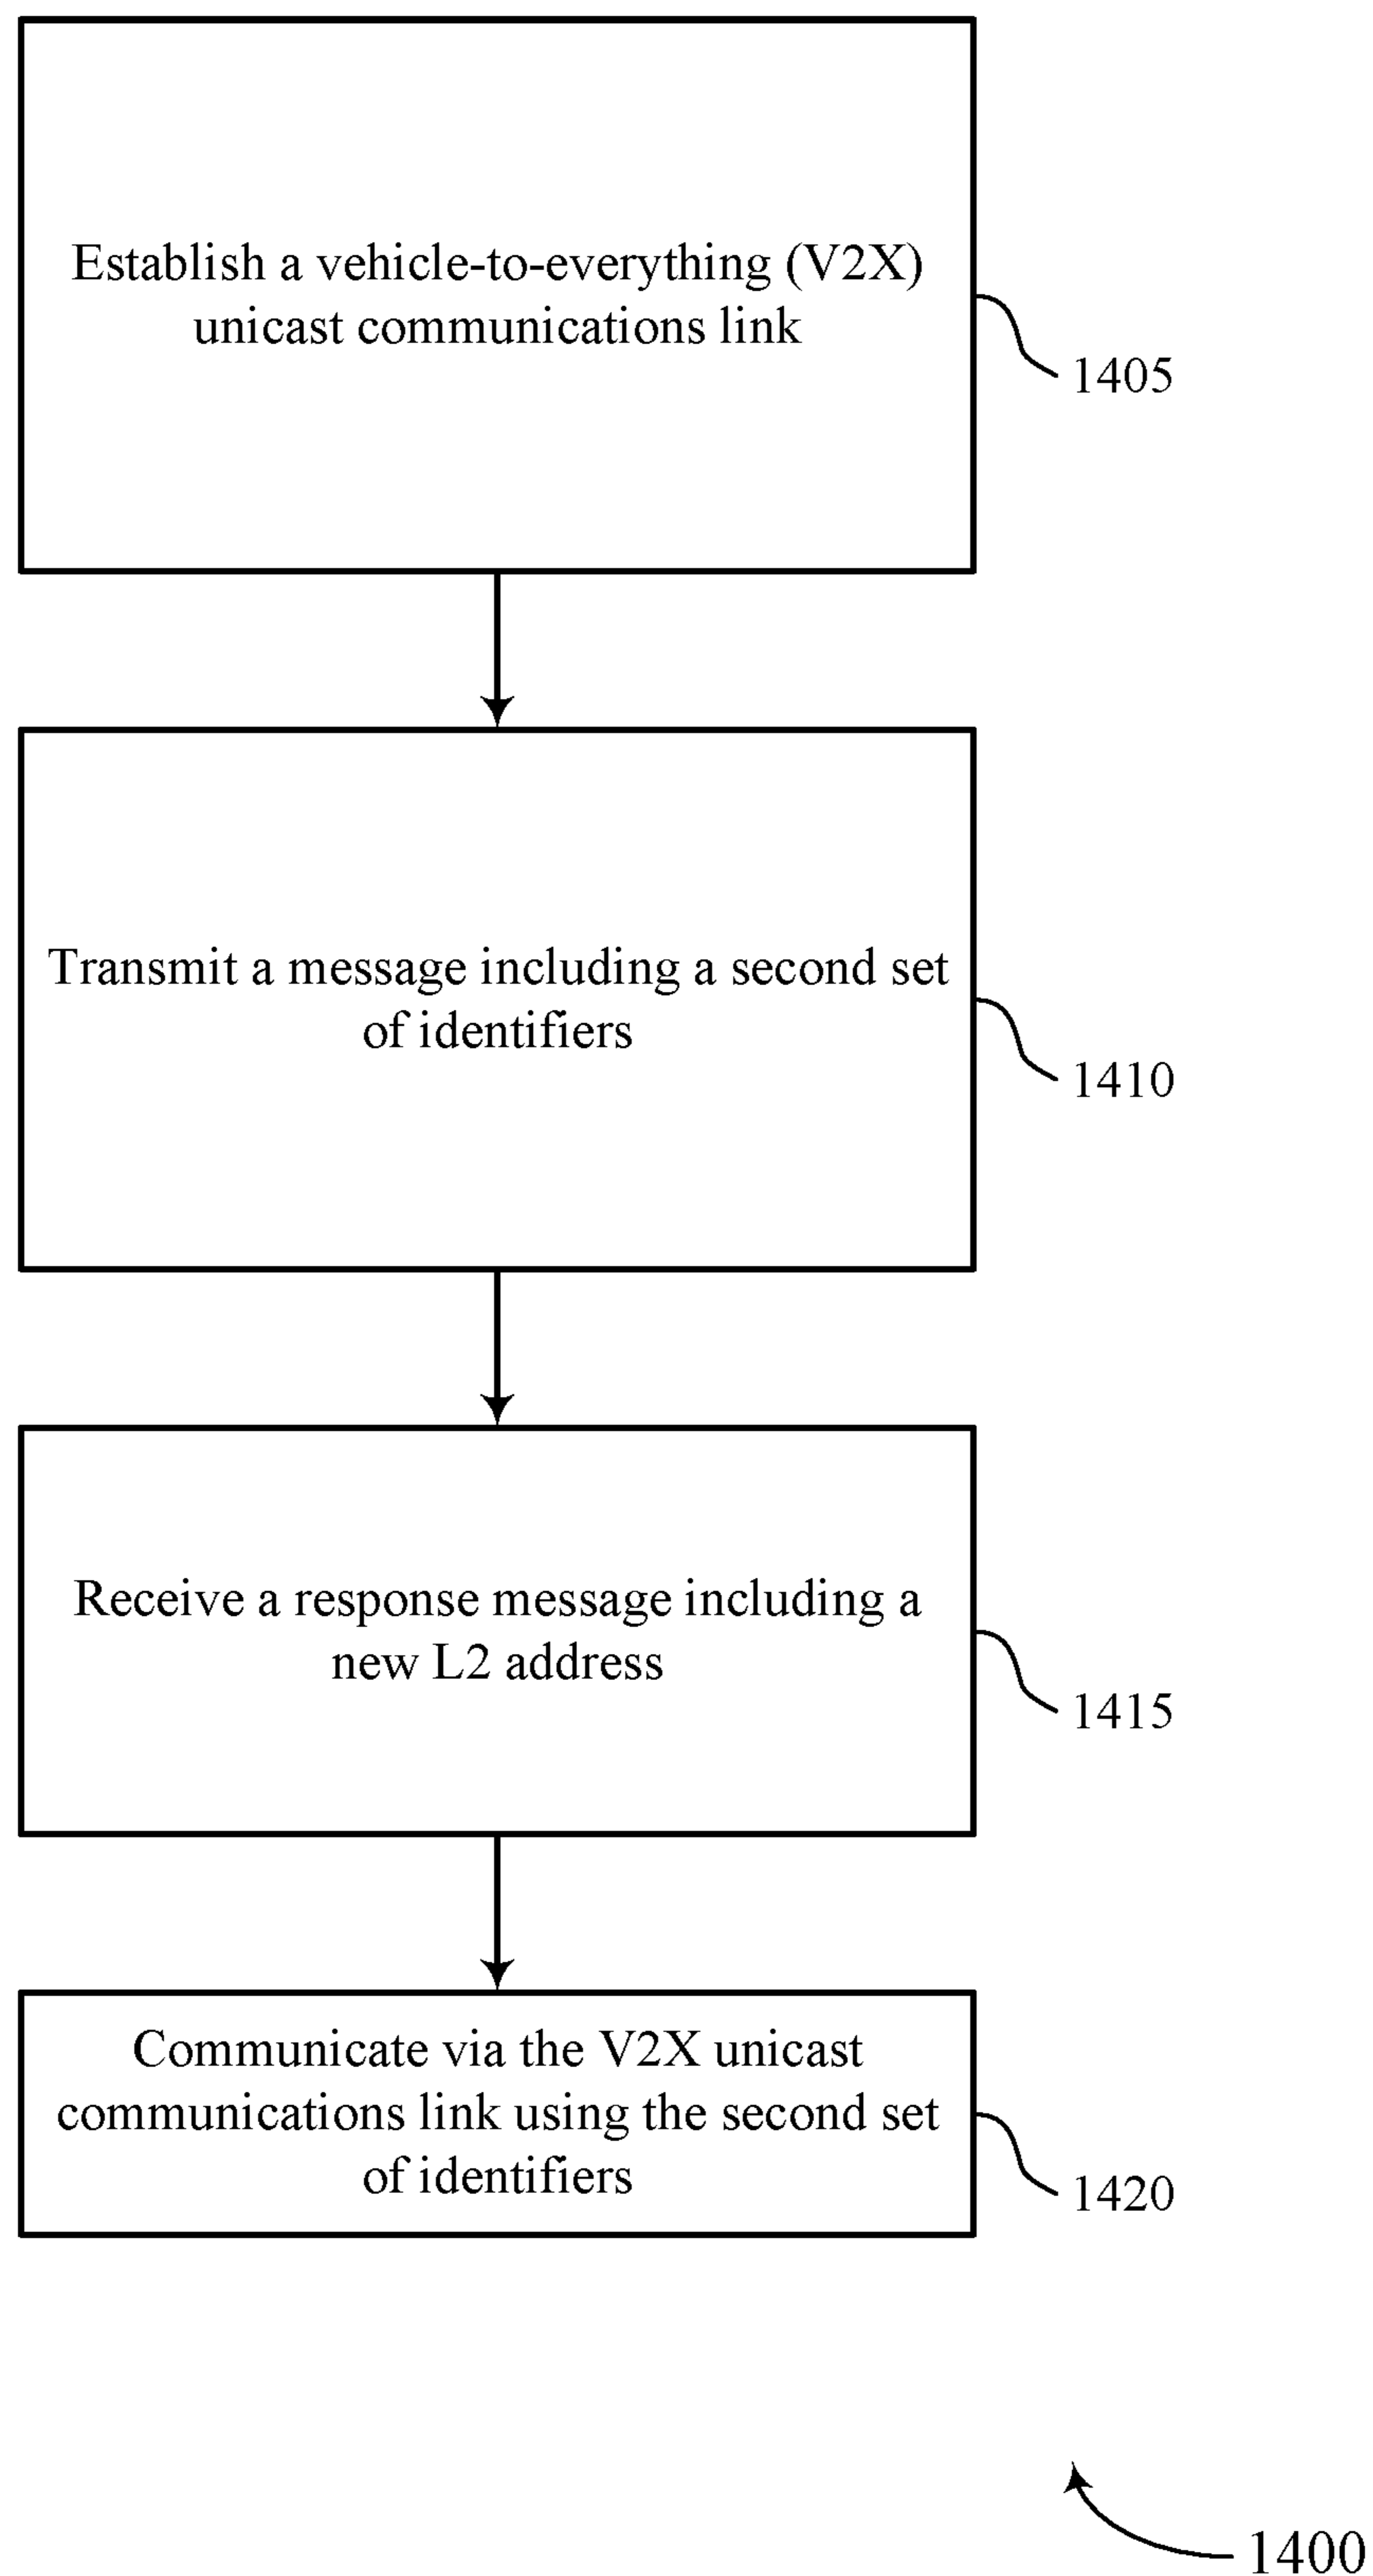 Establish a vehicle-to-everything (V2X)
unicast communications link
1405
Transmit a message including a second set
of identifiers
1410
Receive a response message including a
new L2 address
1415
Communicate via the V2X unicast
communications link using the second set
of identifiers
1420
1400